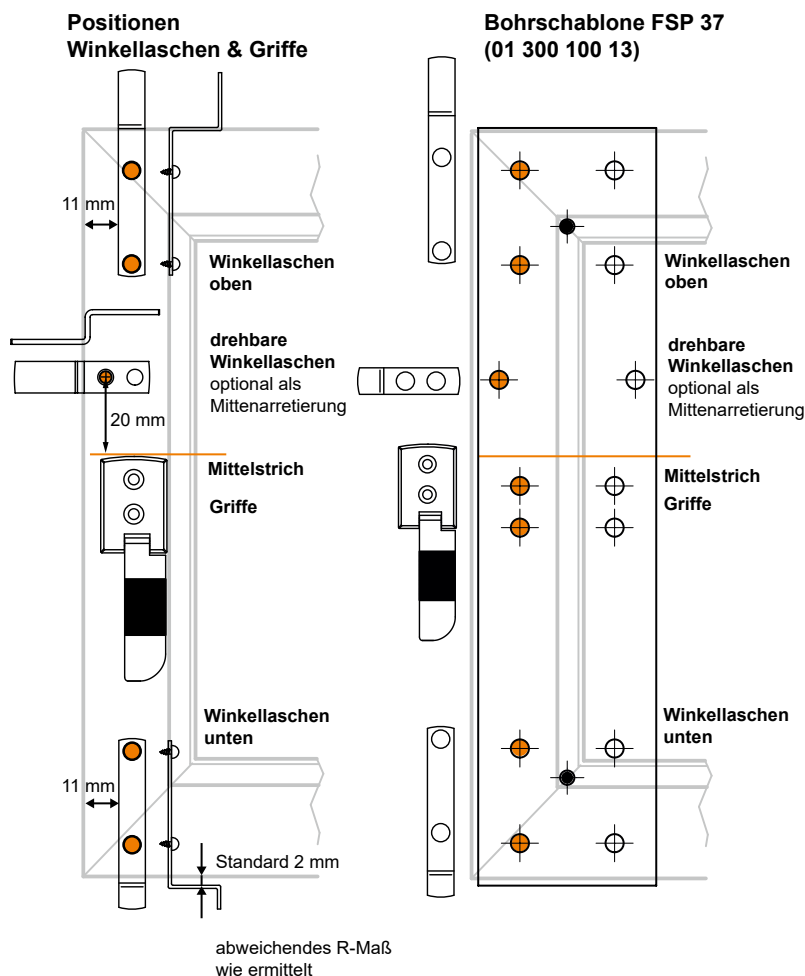 Positionen
Winkellaschen & Griffe
11 mm
Winkellaschen
oben
drehbare
Winkellaschen
optional als
Mittenarretierung
20 mm
Mittelstrich
Griffe
Winkellaschen
unten
11 mm
Standard 2 mm
abweichendes R-Maß
wie ermittelt
Bohrschablone FSP 37
(01 300 100 13)
Winkellaschen
oben
drehbare
Winkellaschen
optional als
Mittenarretierung
Mittelstrich
Griffe
Winkellaschen
unten